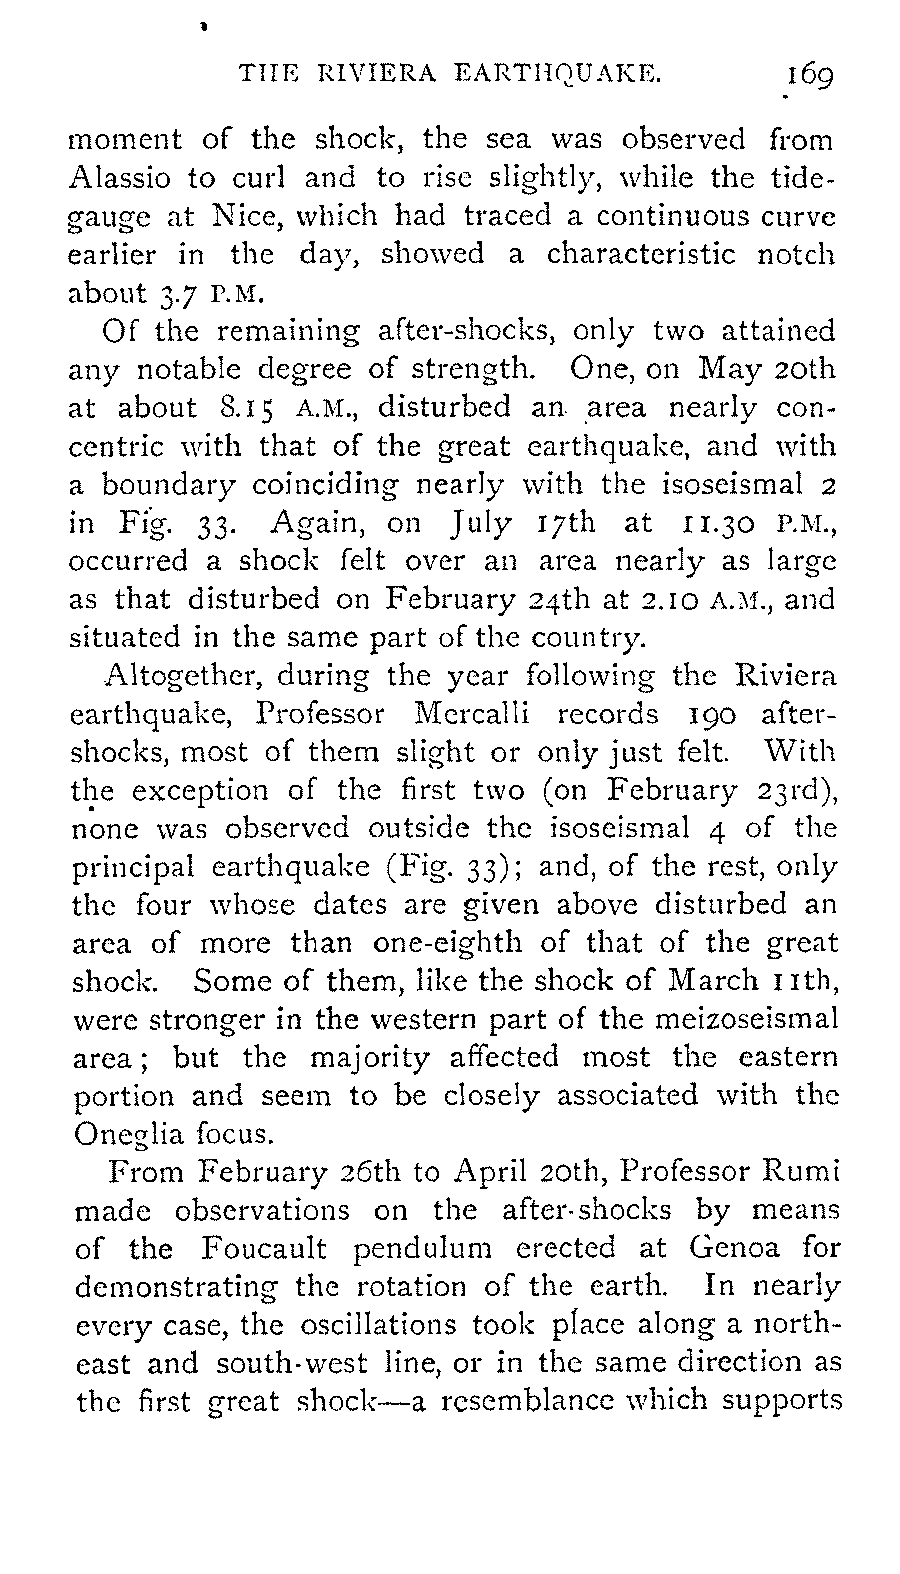 THE RIVIERA EARTHQUAKE. 169
moment of the shock, the sea was observed from
Alassio to curl and to rise slightly, while the tide-
gauge at Nice, which had traced a continuous curve
earlier in the day, showed a characteristic notch
about 3.7 P.M.
Of the remaining after-shocks, only two attained
any notable degree of strength. One, on May 20th
at about 8.15 A.M., disturbed an area nearly con-
centric with that of the great earthquake, and with
a boundary coinciding nearly with the isoseismal 2
in Fig. 33. Again, on July 17th at 11.30 P.M.,
occurred a shock felt over an area nearly as large
as that disturbed on February 24th at 2.10 A.M., and
situated in the same part of the country.
Altogether, during the year following the Riviera
earthquake, Professor Mercalli records 190 after-
shocks, most of them slight or only just felt. With
the exception of the first two (on February 23rd),
none was observed outside the isoseismal 4 of the
principal earthquake (Fig. 33); and, of the rest, only
the four whose dates are given above disturbed an
area of more than one-eighth of that of the great
shock. Some of them, like the shock of March 11th,
were stronger in the western part of the meizoseismal
area; but the majority affected most the eastern
portion and seem to be closely associated with the
Oneglia focus.
From February 26th to April 20th, Professor Rumi
made observations on the after-shocks by means
of the Foucault pendulum erected at Genoa for
demonstrating the rotation of the earth. In nearly
every case, the oscillations took place along a north-
east and south-west line, or in the same direction as
the first great shock—a resemblance which supports